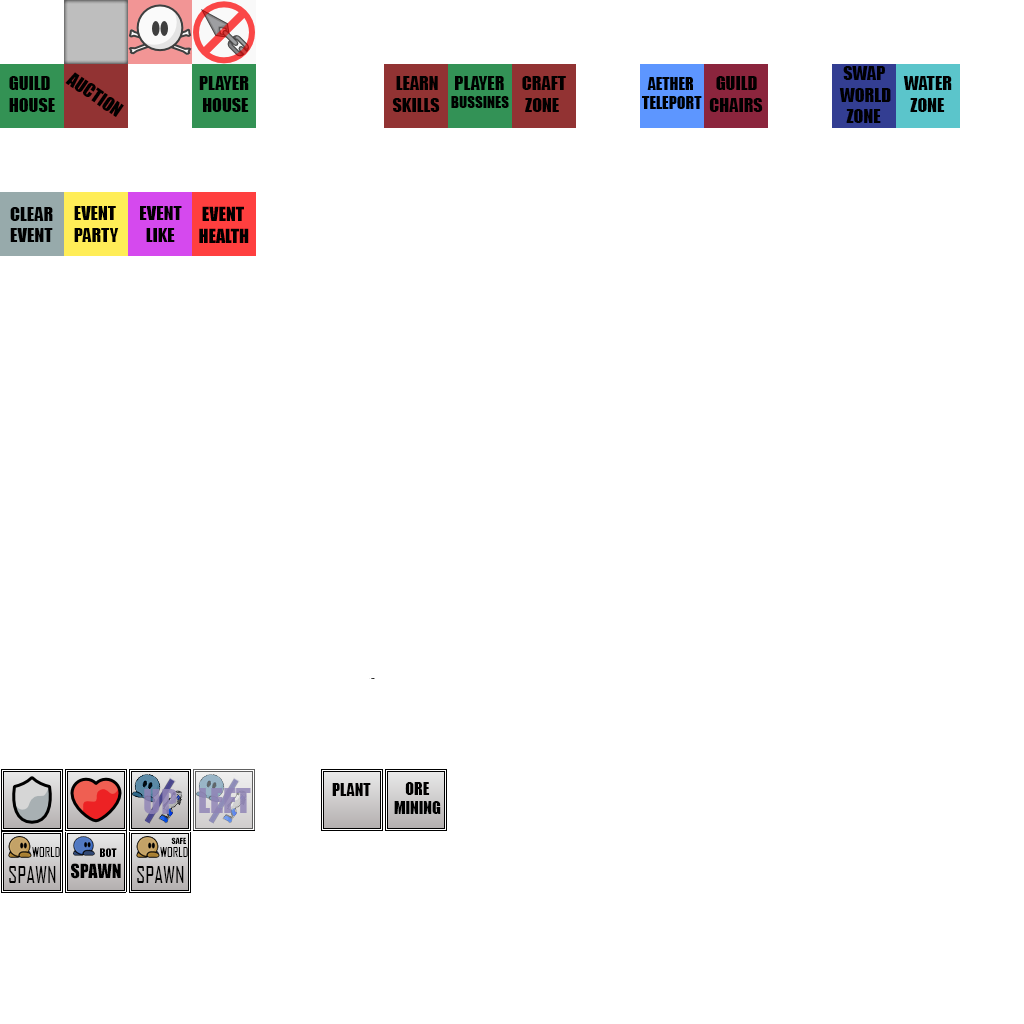 GUILD
HOUSE
AUCTION
PLAYER
HOUSE
LEARN
SKILLS
PLAYER
BUSSINES
CRAFT
ZONE
AETHER
TELEPORT
GUILD
CHAIRS
SWAP
WORLD
ZONE
WATER
ZONE
CLEAR
EVENT
EVENT
PARTY
EVENT
LIKE
EVENT
HEALTH
-
UP
LEFT
PLANT
ORE
MINING
WORLD
SPAWN
BOT
SPAWN
SAFE
WORLD
SPAWN